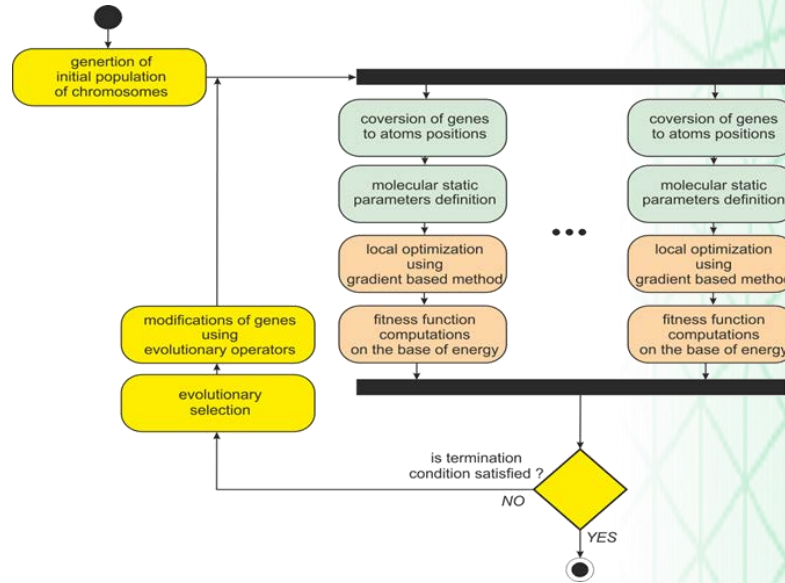 genertion of
initial population
of chromosomes
coversion of genes
to atoms positions
coversion of genes
to atoms positions
molecular static
parameters definition
molecular static
parameters definition
...
local optimization
using
gradient based method
local optimization
using
gradient based method
modifications of genes
using
evolutionary operators
fitness function
computations
on the base of energy
fitness function
computations
on the base of energy
evolutionary
selection
is termination
condition satisfied ?
NO
YES